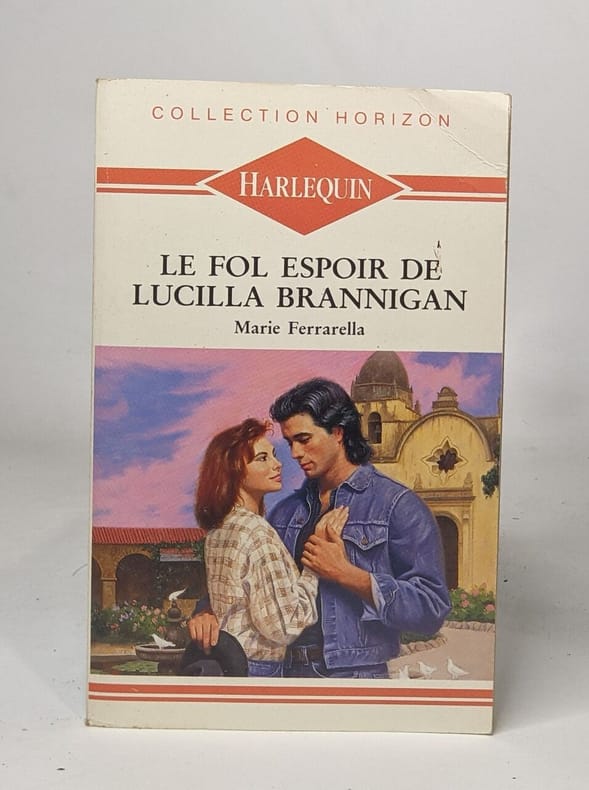 COLLECTION HORIZON
HARLEQUIN
LE FOL ESPOIR DE
LUCILLA BRANNIGAN
Marie Ferrarella